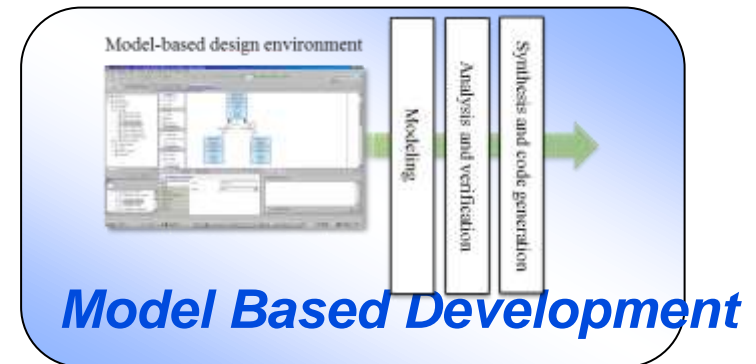 Model-based design environment
Modeling
Analysis and verification
Synthesis and code generation
Model Based Development